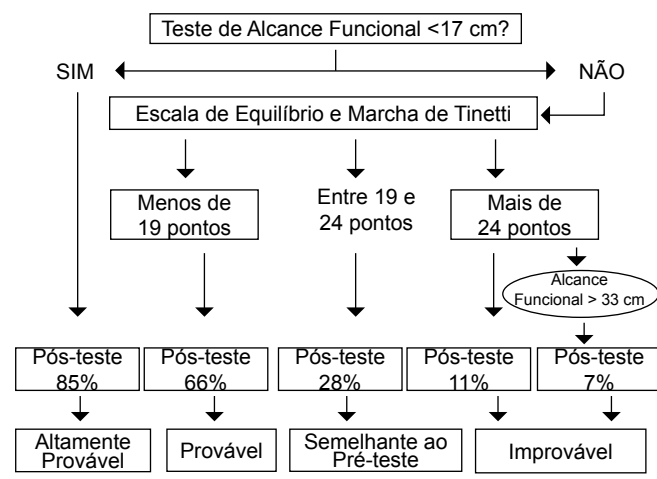 Teste de Alcance Funcional <17 cm?
SIM
NÃO
Escala de Equilíbrio e Marcha de Tinetti
Menos de
19 pontos
Entre 19 e
24 pontos
Mais de
24 pontos
Alcance
Funcional > 33 cm
Pós-teste
85%
Pós-teste
66%
Pós-teste
28%
Pós-teste
11%
Pós-teste
7%
Altamente
Provável
Provável
Semelhante ao
Pré-teste
Improvável